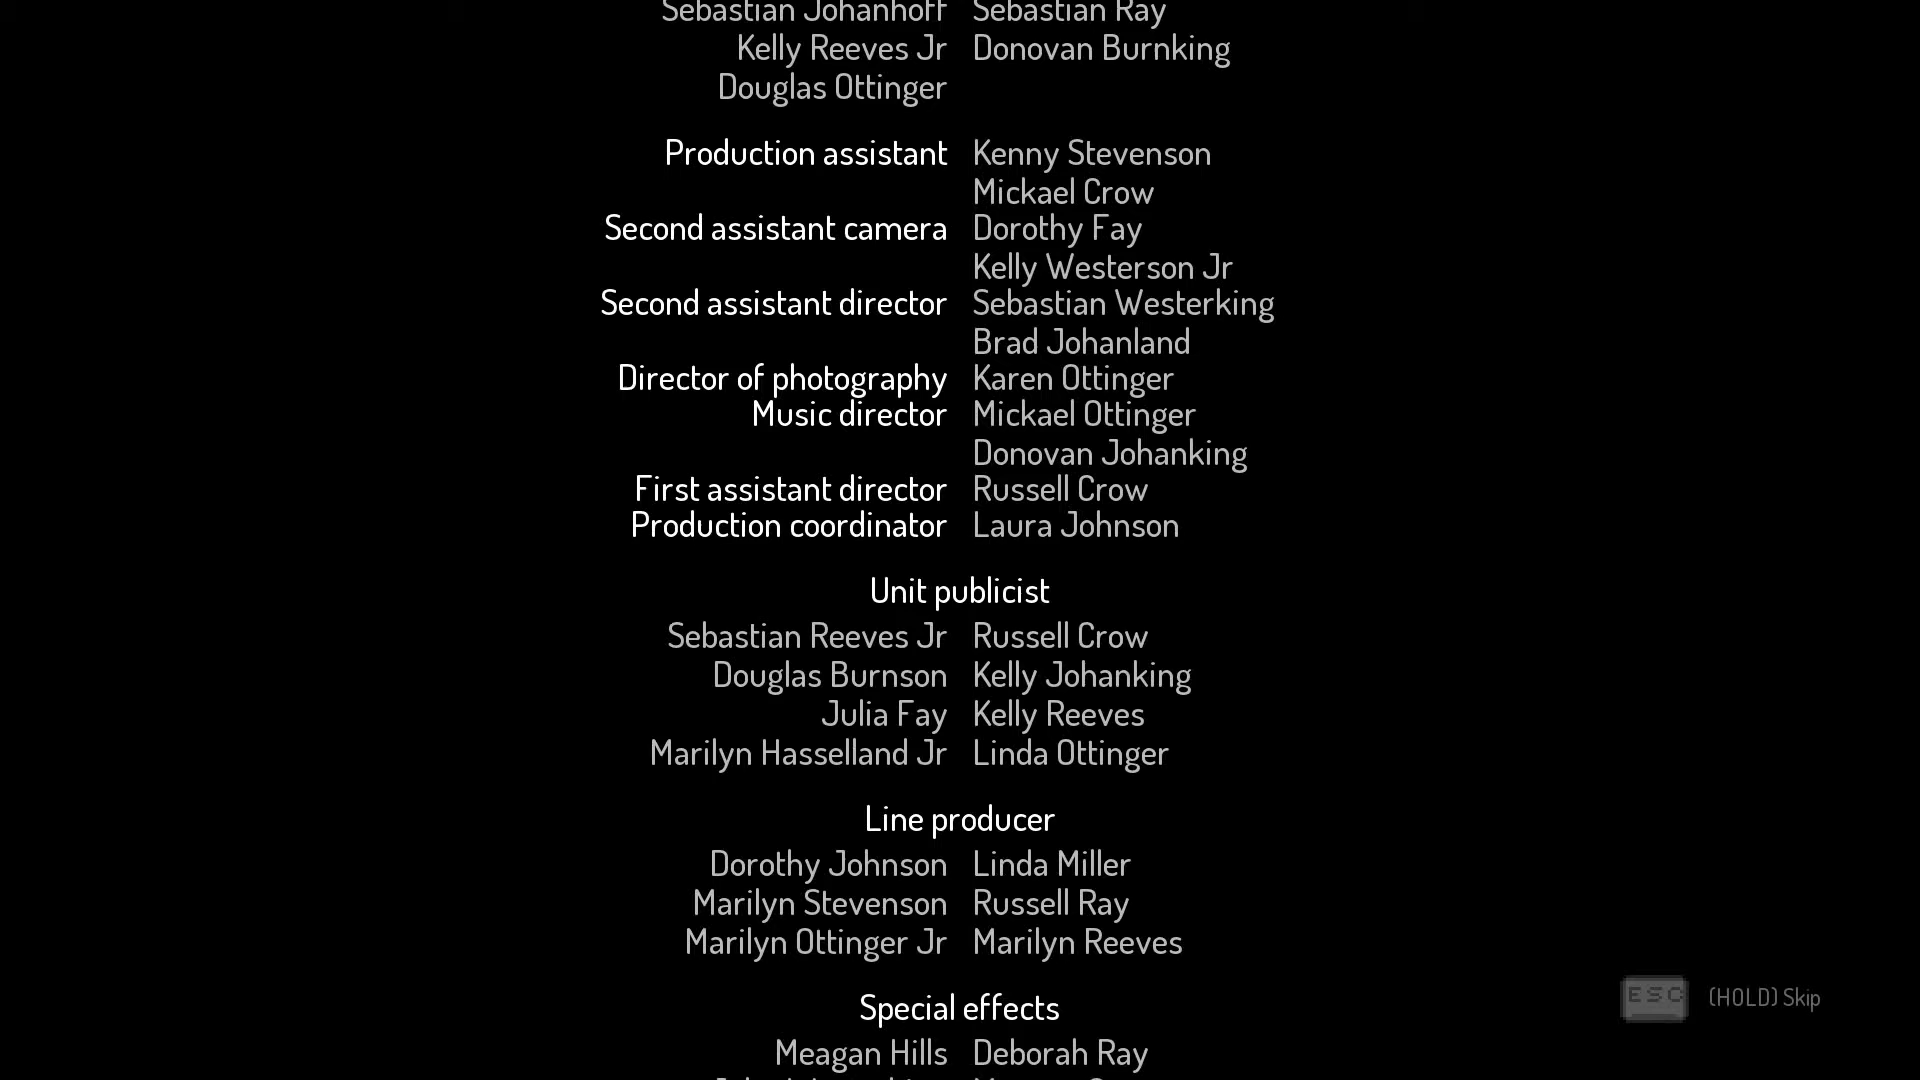 Sebastian Johanhoff Sebastian Ray
Kelly Reeves Jr Donovan Burnking
Douglas Ottinger
Production assistant Kenny Stevenson
Mickael Crow
Second assistant camera Dorothy Fay
Kelly Westerson Jr
Second assistant director Sebastian Westerking
Brad Johanland
Director of photography Karen Ottinger
Music director Mickael Ottinger
Donovan Johanking
First assistant director Russell Crow
Production coordinator Laura Johnson
Unit publicist
Sebastian Reeves Jr Russell Crow
Douglas Burnson Kelly Johanking
Julia Fay Kelly Reeves
Marilyn Hasselland Jr Linda Ottinger
Line producer
Dorothy Johnson Linda Miller
Marilyn Stevenson Russell Ray
Marilyn Ottinger Jr Marilyn Reeves
ESC (HOLD) Skip
Special effects
Meagan Hills Deborah Ray